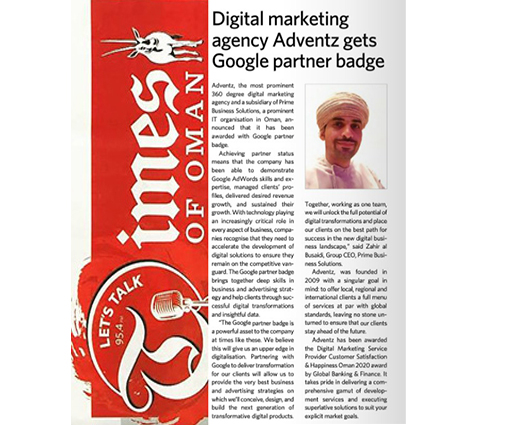 Digital marketing
agency Adventz gets
Google partner badge
Adventz, the most prominent
360 degree digital marketing
agency and a subsidiary of Prime
Business Solutions, a prominent
IT organisation in Oman, an-
nounced that it has been
awarded with Google partner
badge.
Achieving partner status
means that the company has
been able to demonstrate
Google AdWords skills and ex-
pertise, managed clients' pro-
files, delivered desired revenue
growth, and sustained their
growth. With technology playing
an increasingly critical role in
every aspect of business, compa-
nies recognise that they need to
accelerate the development of
digital solutions to ensure they
remain on the competitive van-
guard. The Google partner badge
brings together deep skills in
business and advertising strat-
egy and help clients through suc-
cessful digital transformations
and insightful data.
"The Google partner badge is
a powerful asset to the company
at times like these. We believe
this will give us an upper edge in
digitalisation. Partnering with
Google to deliver transformation
for our clients will allow us to
provide the very best business
and advertising strategies on
which we'll conceive, design, and
build the next generation of
transformative digital products.
Together, working as one team,
we will unlock the full potential of
digital transformations and place
our clients on the best path for
success in the new digital busi-
ness landscape," said Zahir al
Busaidi, Group CEO, Prime Busi-
ness Solutions.
Adventz, was founded in
2009 with a singular goal in
mind: to offer local, regional and
international clients a full menu
of services at par with global
standards, leaving no stone un-
turned to ensure that our clients
stay ahead of the future.
Adventz has been awarded
the Digital Marketing Service
Provider Customer Satisfaction
& Happiness Oman 2020 award
by Global Banking & Finance. It
takes pride in delivering a com-
prehensive gamut of develop-
ment services and executing
superlative solutions to suit your
explicit market goals.
Times
OF OMAN
LET'S TALK
95.4 FM